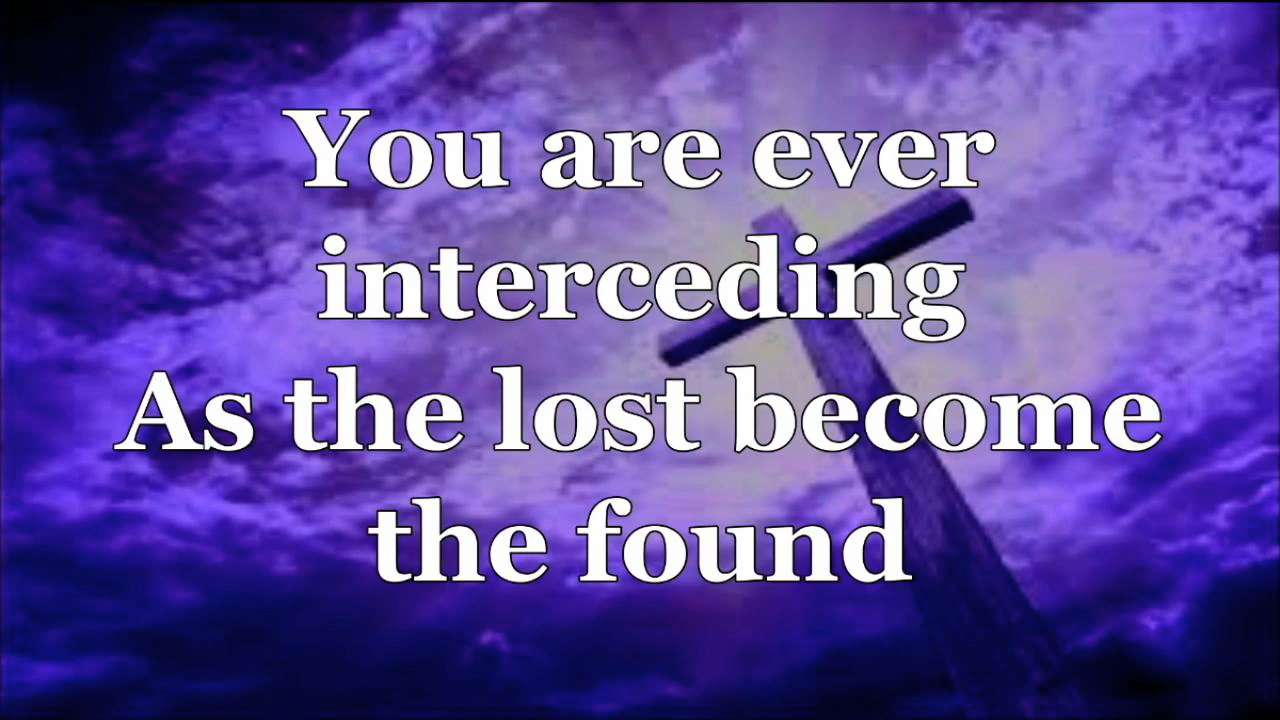 You are ever
interceding
As the lost become
the found